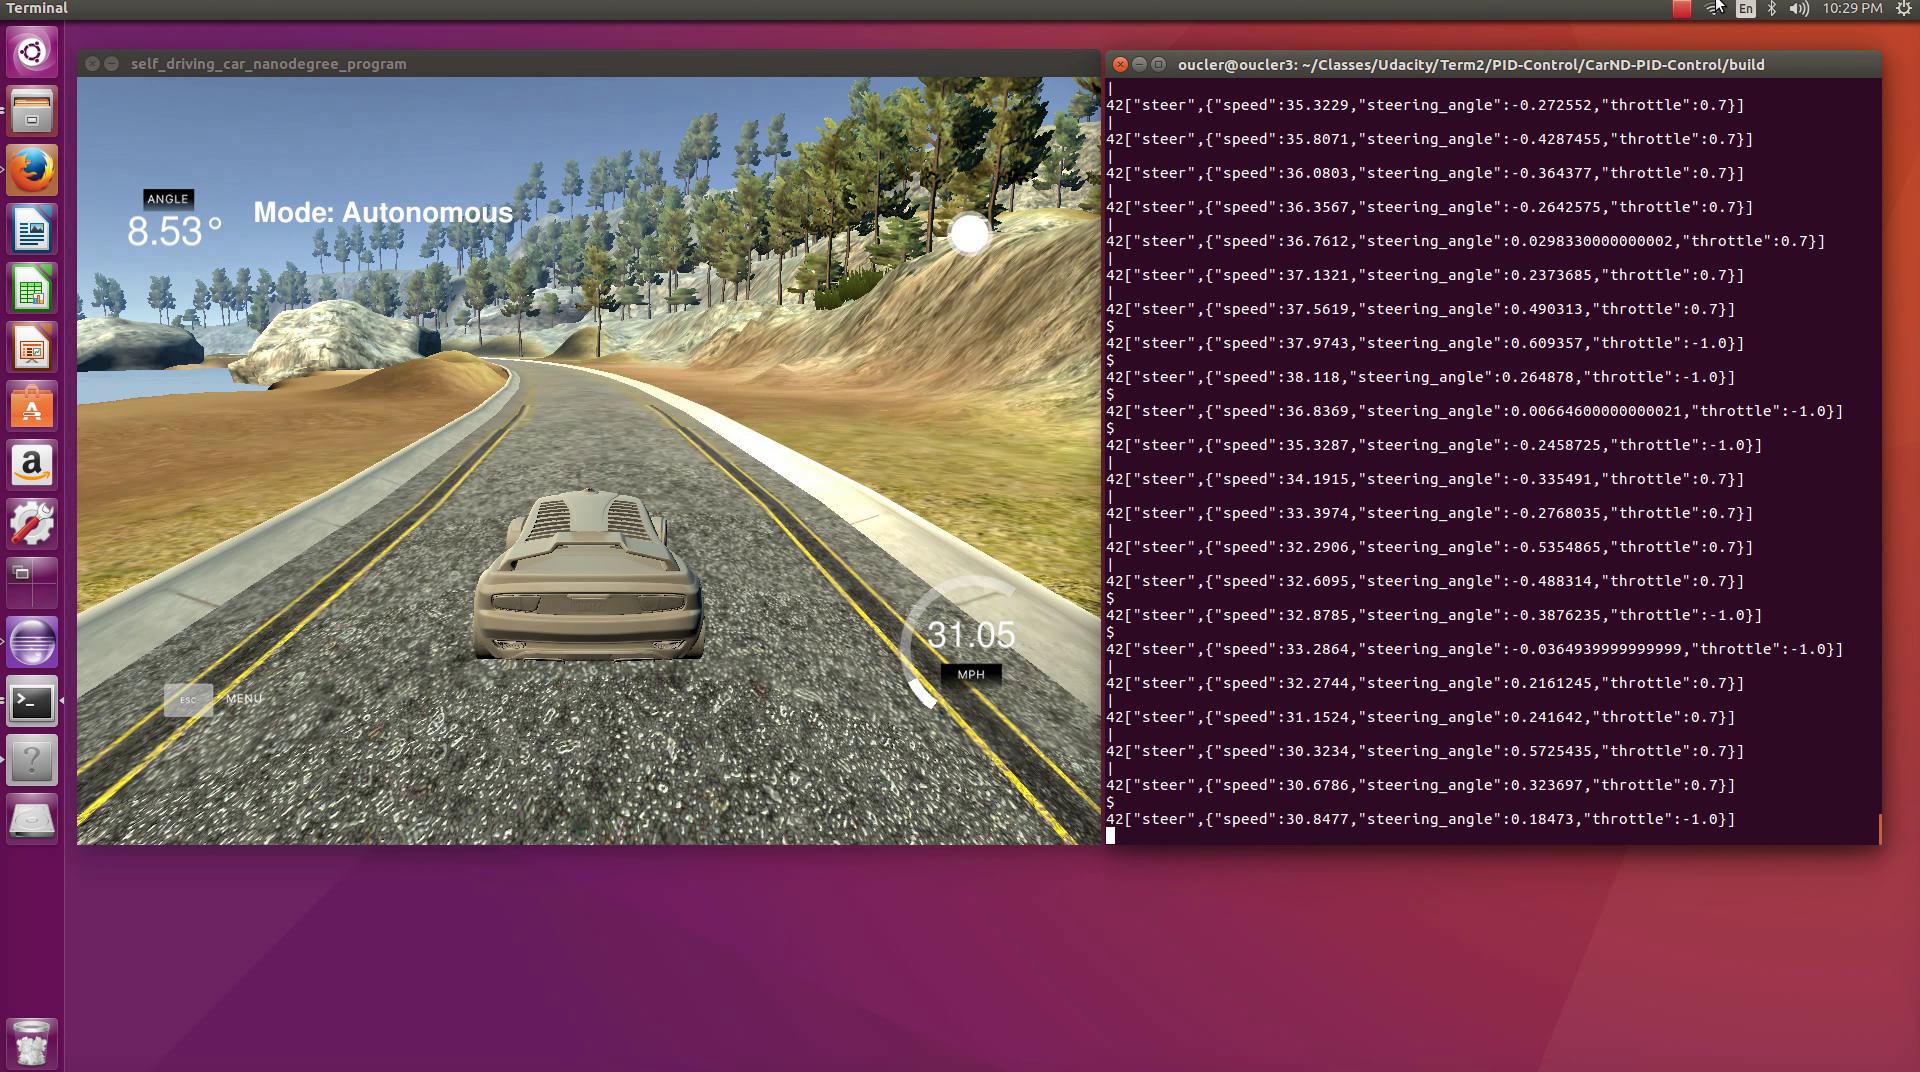 Terminal
En
10:29 PM
self_driving_car_nanodegree_program
ANGLE
8.53°
Mode: Autonomous
31.05
MPH
ESC
MENU
oucler@oucler3: ~/Classes/Udacity/Term2/PID-Control/CarND-PID-Control/build
|
42["steer",{"speed":35.3229,"steering_angle":-0.272552,"throttle":0.7}]
|
42["steer",{"speed":35.8071,"steering_angle":-0.4287455,"throttle":0.7}]
|
42["steer",{"speed":36.0803,"steering_angle":-0.364377,"throttle":0.7}]
|
42["steer",{"speed":36.3567,"steering_angle":-0.2642575,"throttle":0.7}]
|
42["steer",{"speed":36.7612,"steering_angle":0.0298330000000002,"throttle":0.7}]
|
42["steer",{"speed":37.1321,"steering_angle":0.2373685,"throttle":0.7}]
|
42["steer",{"speed":37.5619,"steering_angle":0.490313,"throttle":0.7}]
$
42["steer",{"speed":37.9743,"steering_angle":0.609357,"throttle":-1.0}]
$
42["steer",{"speed":38.118,"steering_angle":0.264878,"throttle":-1.0}]
$
42["steer",{"speed":36.8369,"steering_angle":0.00664600000000021,"throttle":-1.0}]
$
42["steer",{"speed":35.3287,"steering_angle":-0.2458725,"throttle":-1.0}]
|
42["steer",{"speed":34.1915,"steering_angle":-0.335491,"throttle":0.7}]
|
42["steer",{"speed":33.3974,"steering_angle":-0.2768035,"throttle":0.7}]
|
42["steer",{"speed":32.2906,"steering_angle":-0.5354865,"throttle":0.7}]
|
42["steer",{"speed":32.6095,"steering_angle":-0.488314,"throttle":0.7}]
$
42["steer",{"speed":32.8785,"steering_angle":-0.3876235,"throttle":-1.0}]
$
42["steer",{"speed":33.2864,"steering_angle":-0.0364939999999999,"throttle":-1.0}]
|
42["steer",{"speed":32.2744,"steering_angle":0.2161245,"throttle":0.7}]
|
42["steer",{"speed":31.1524,"steering_angle":0.241642,"throttle":0.7}]
|
42["steer",{"speed":30.3234,"steering_angle":0.5725435,"throttle":0.7}]
|
42["steer",{"speed":30.6786,"steering_angle":0.323697,"throttle":0.7}]
$
42["steer",{"speed":30.8477,"steering_angle":0.18473,"throttle":-1.0}]